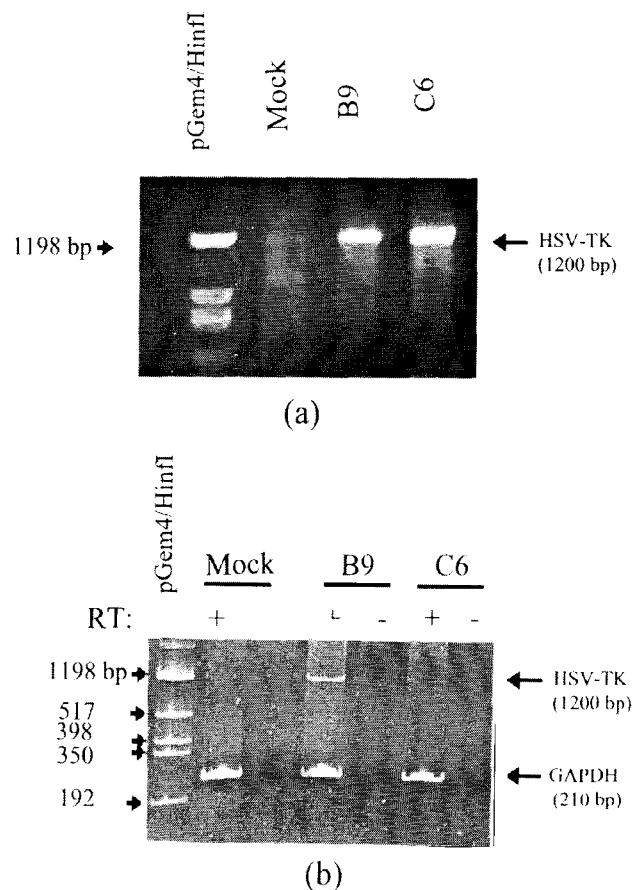 pGem4/HinfI
Mock
B9
C6
1198 bp
HSV-TK
(1200 bp)
(a)
pGem4/HinfI
Mock B9 C6
RT: + - + -
1198 bp
517
398
350
192
HSV-TK
(1200 bp)
GAPDH
(210 bp)
(b)